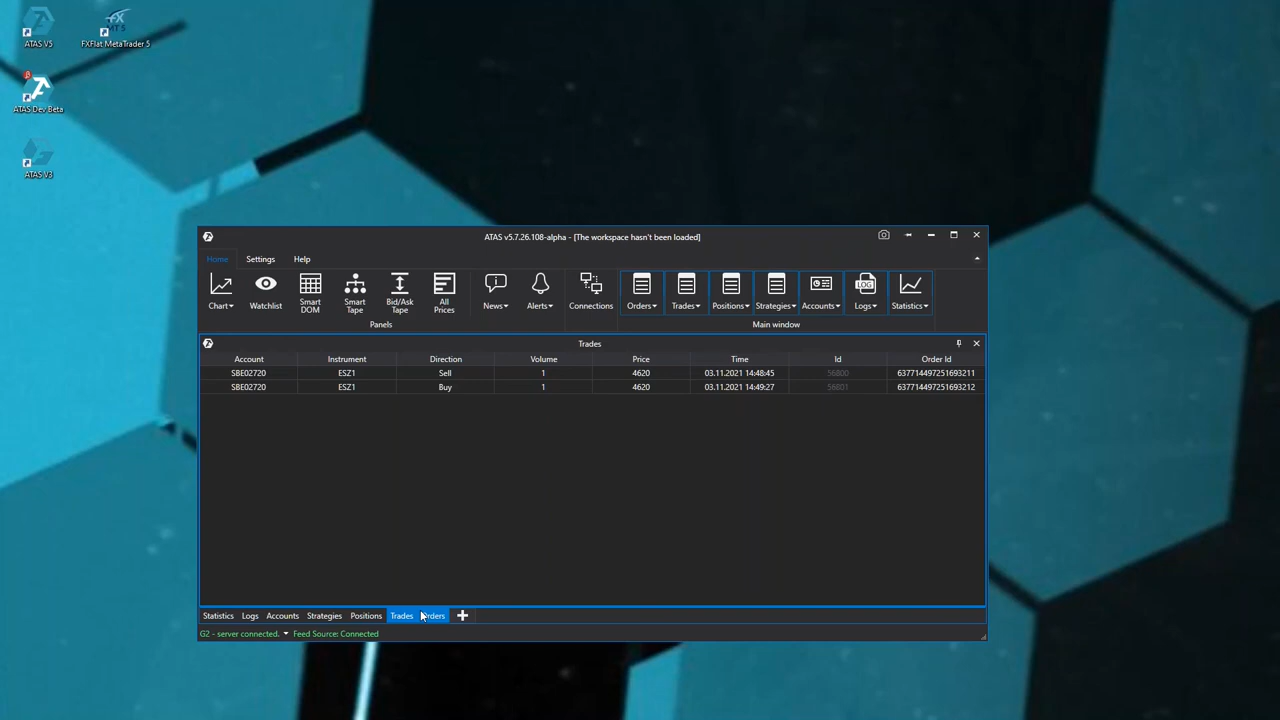 ATAS V5
FXFlat MetaTrader 5
ATAS Dev Beta
ATAS V3
ATAS v5.7.26.108-alpha - [The workspace hasn't been loaded]
Home Settings Help
Chart Watchlist Smart DOM Smart Tape Bid/Ask Tape All Prices News Alerts Connections Orders Trades Positions Strategies Accounts Logs Statistics
Panels Main window
Trades
Account Instrument Direction Volume Price Time Id Order Id
SBE02720 ESZ1 Sell 1 4620 03.11.2021 14:48:45 56800 637714497251693211
SBE02720 ESZ1 Buy 1 4620 03.11.2021 14:49:27 56801 637714497251693212
Statistics Logs Accounts Strategies Positions Trades Orders
G2 - server connected. Feed Source: Connected